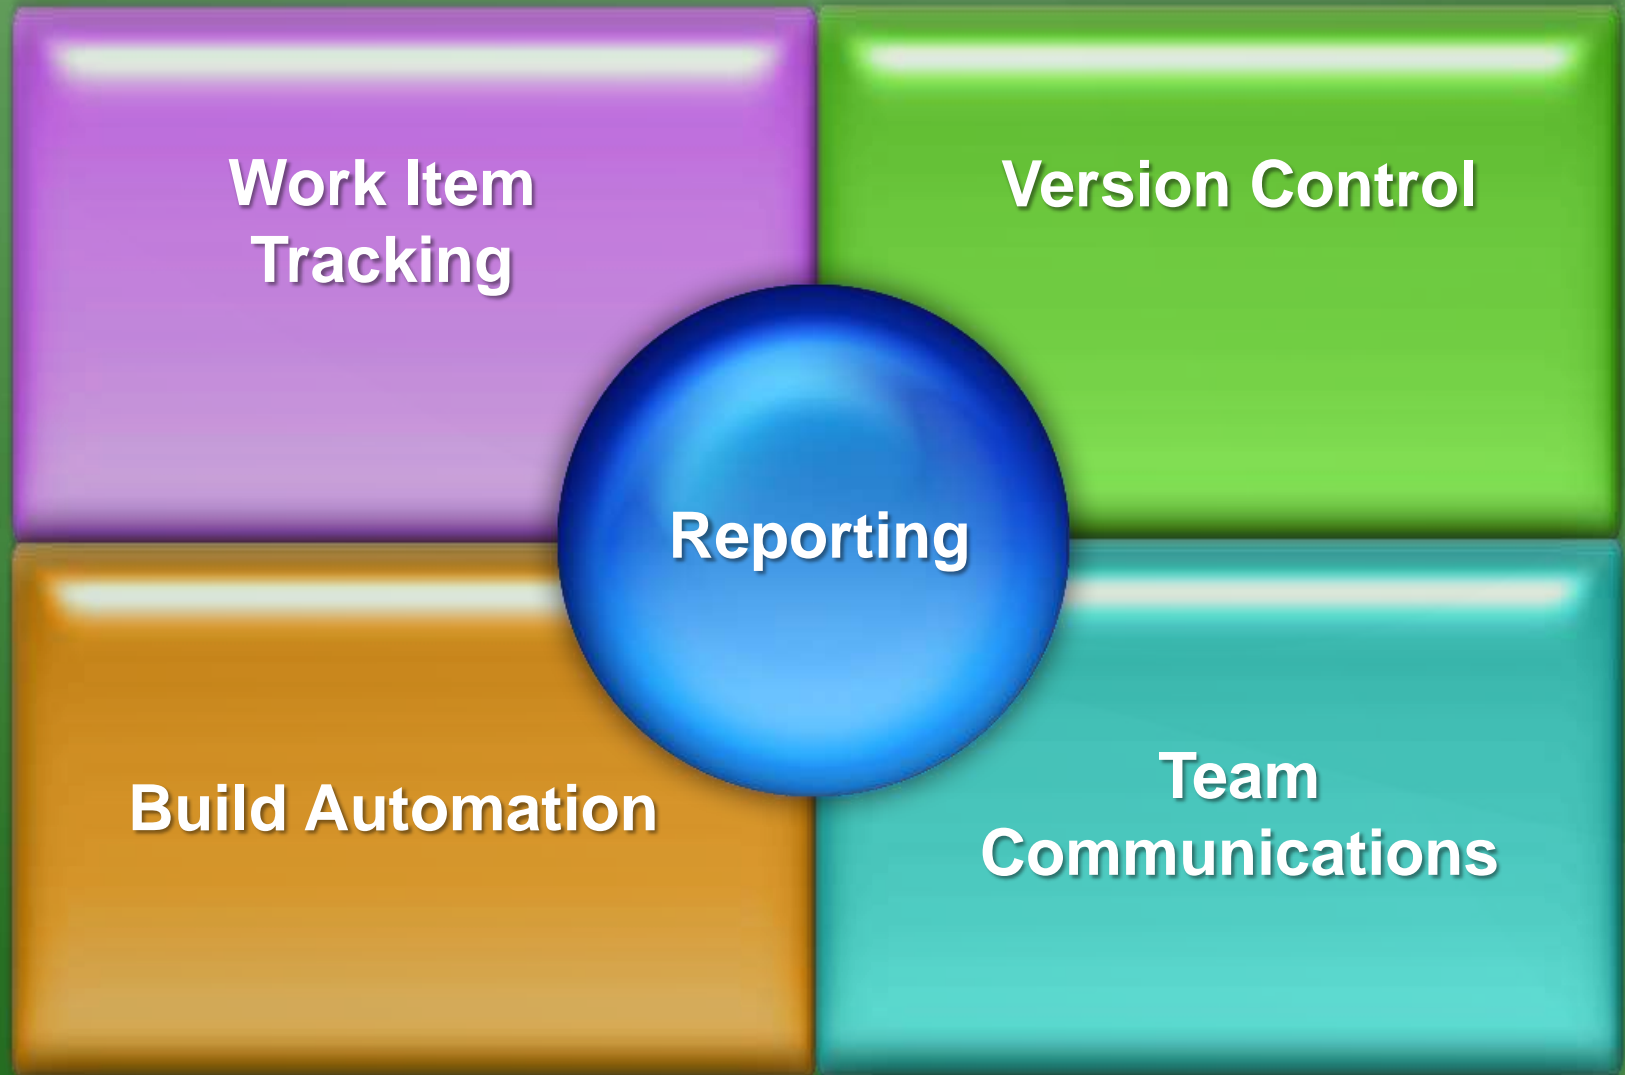 Work Item
Tracking
Version Control
Reporting
Build Automation
Team
Communications